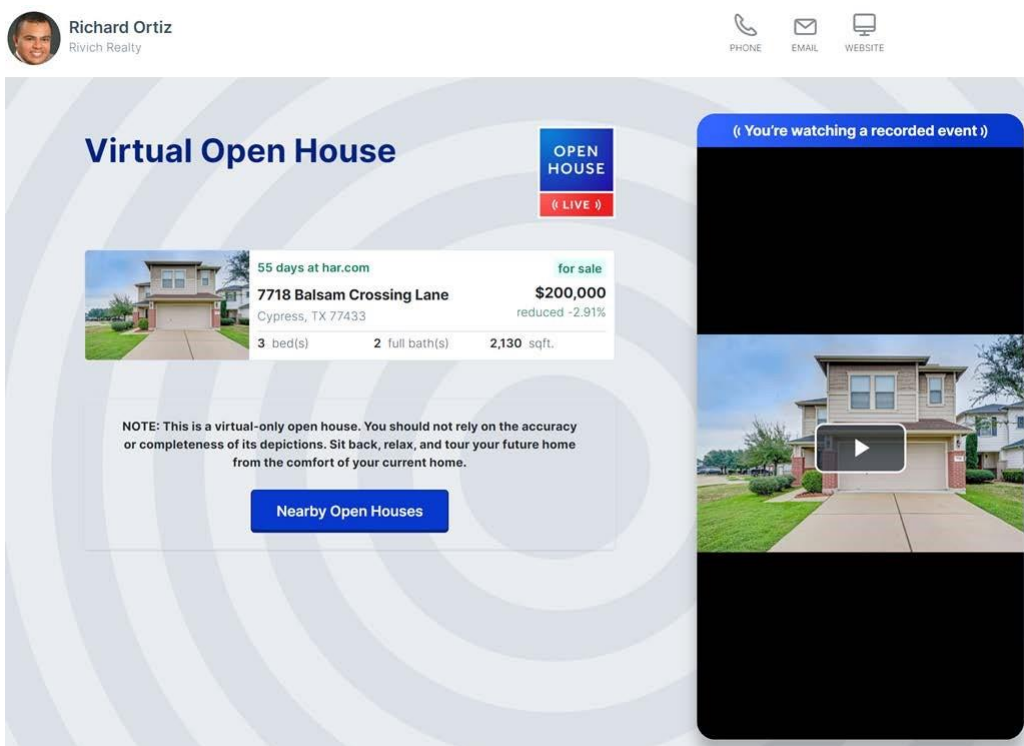 Richard Ortiz
Rivich Realty
PHONE EMAIL WEBSITE
Virtual Open House
OPEN
HOUSE
LIVE
55 days at har.com for sale
7718 Balsam Crossing Lane $200,000
Cypress, TX 77433 reduced -2.91%
3 bed(s) 2 full bath(s) 2,130 sqft.
NOTE: This is a virtual-only open house. You should not rely on the accuracy
or completeness of its depictions. Sit back, relax, and tour your future home
from the comfort of your current home.
Nearby Open Houses
You're watching a recorded event